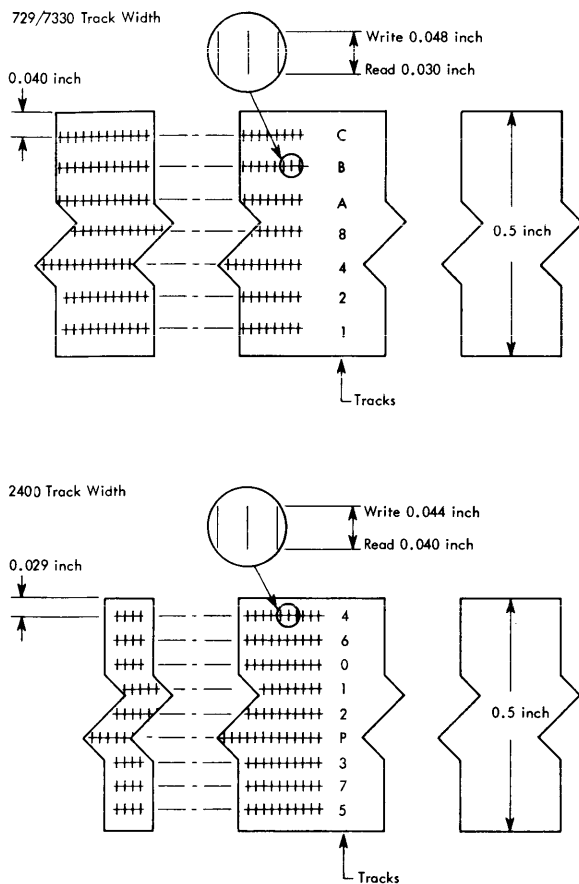 729/7330 Track Width
Write 0.048 inch
Read 0.030 inch
0.040 inch
C
B
A
8
4
2
1
0.5 inch
Tracks
2400 Track Width
Write 0.044 inch
Read 0.040 inch
0.029 inch
4
6
0
1
2
P
3
7
5
0.5 inch
Tracks